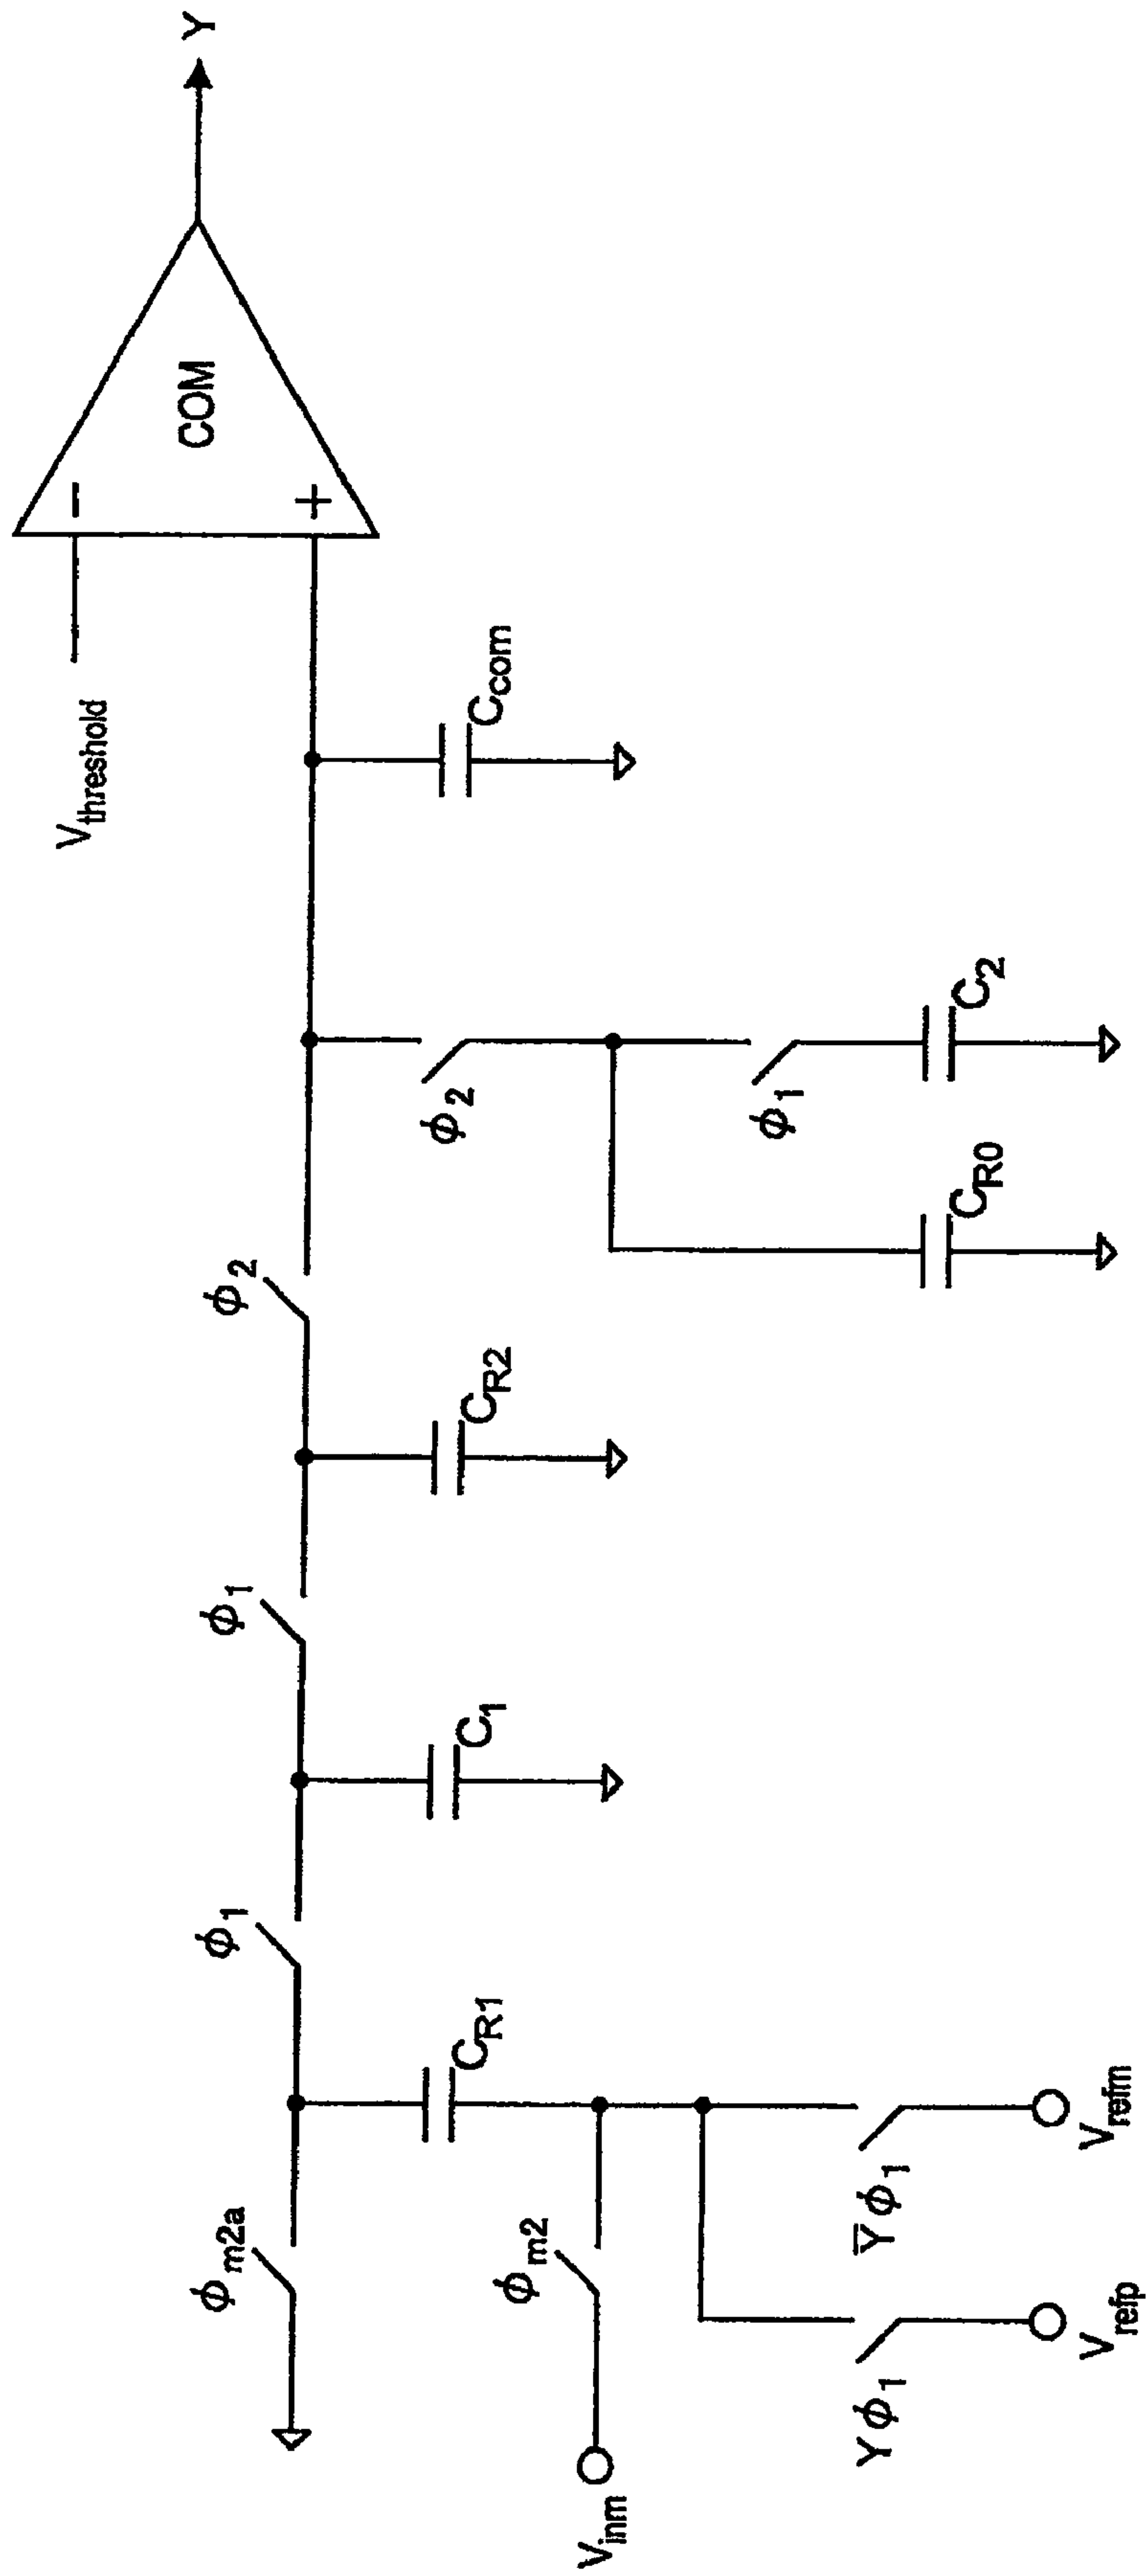 Y
COM
−
+
Vthreshold
Ccom
ϕ2
ϕ1
C2
CR0
ϕ2
CR2
ϕ1
C1
ϕ1
CR1
ϕm2a
ϕm2
Vinm
Y̅ϕ1
Vrefm
Yϕ1
Vrefp